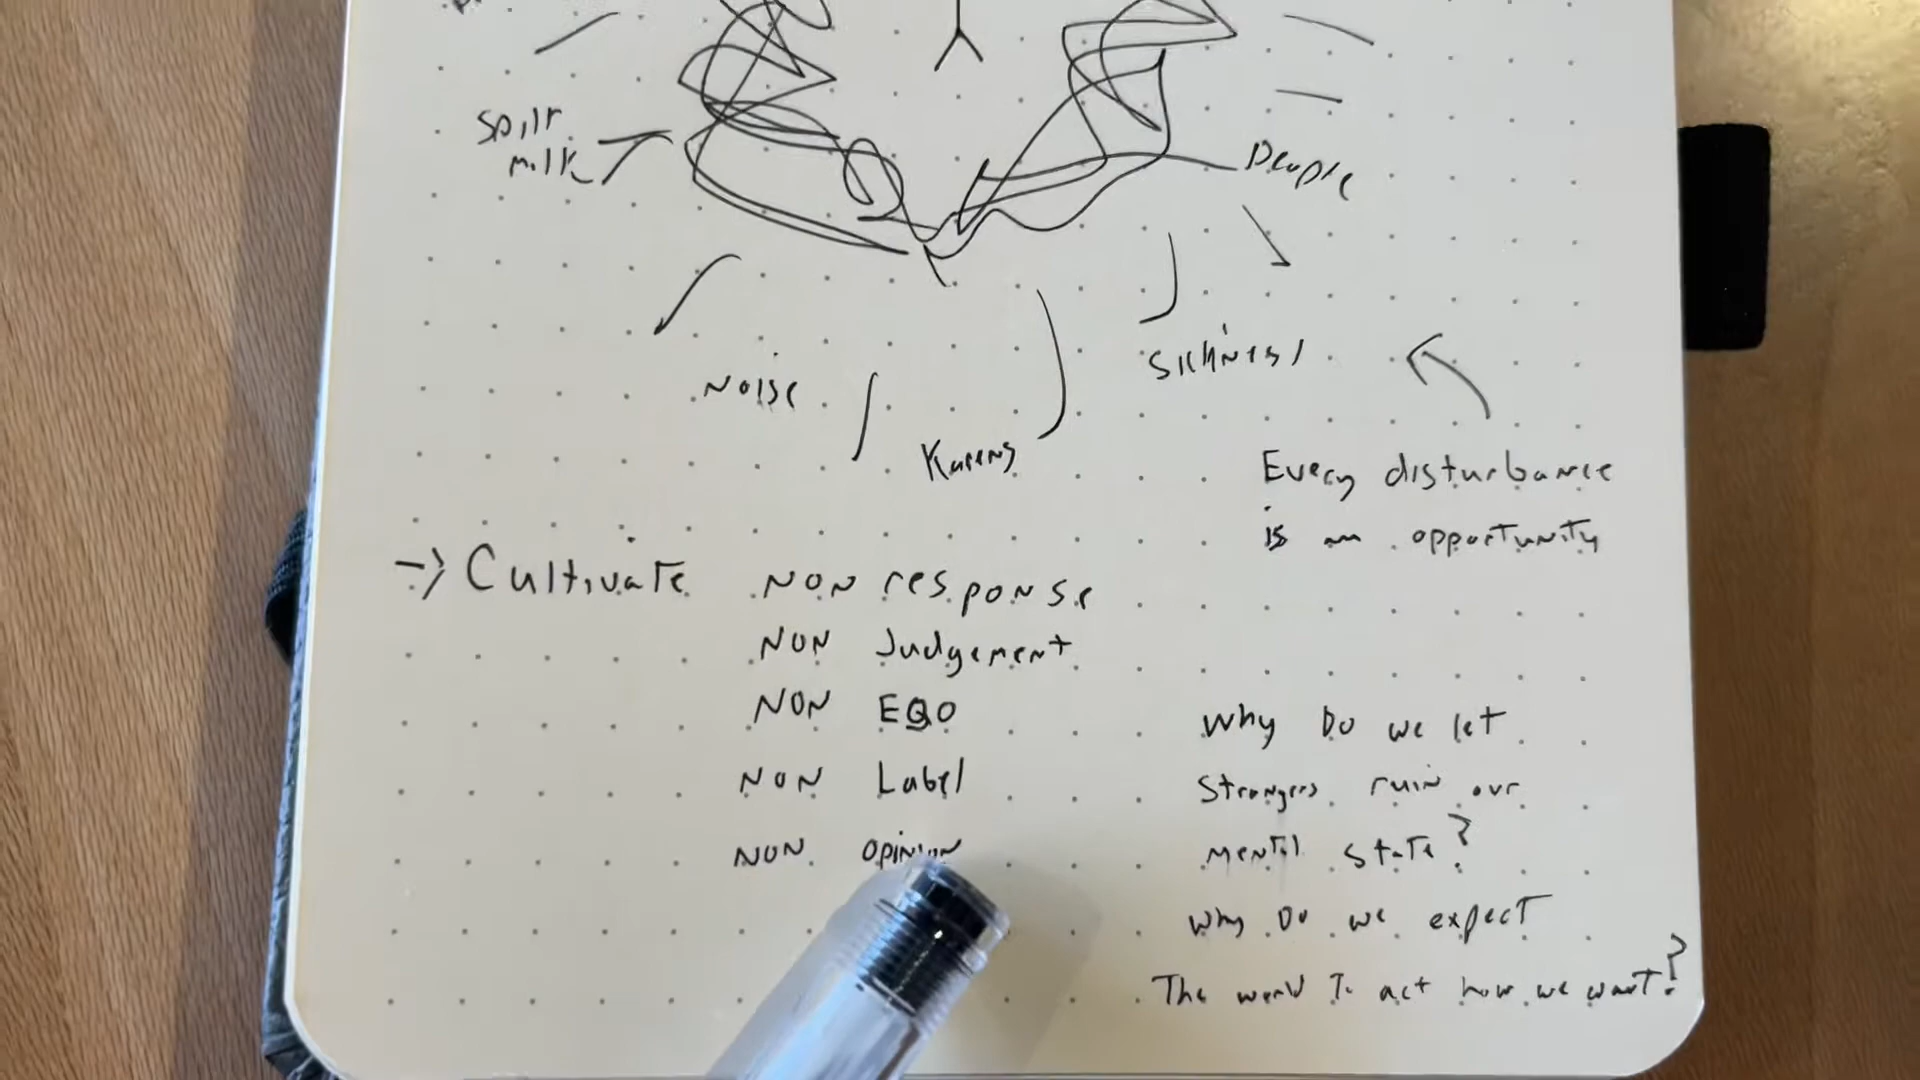 Spilt
milk
People
Sickness
Noise
Karens
Every disturbance
is an opportunity
-> Cultivate NON response
NON Judgement
NON EGO
NON Label
NON opinion
Why Do we let
Strangers ruin our
mental state?
Why Do we expect
The world To act how we want?